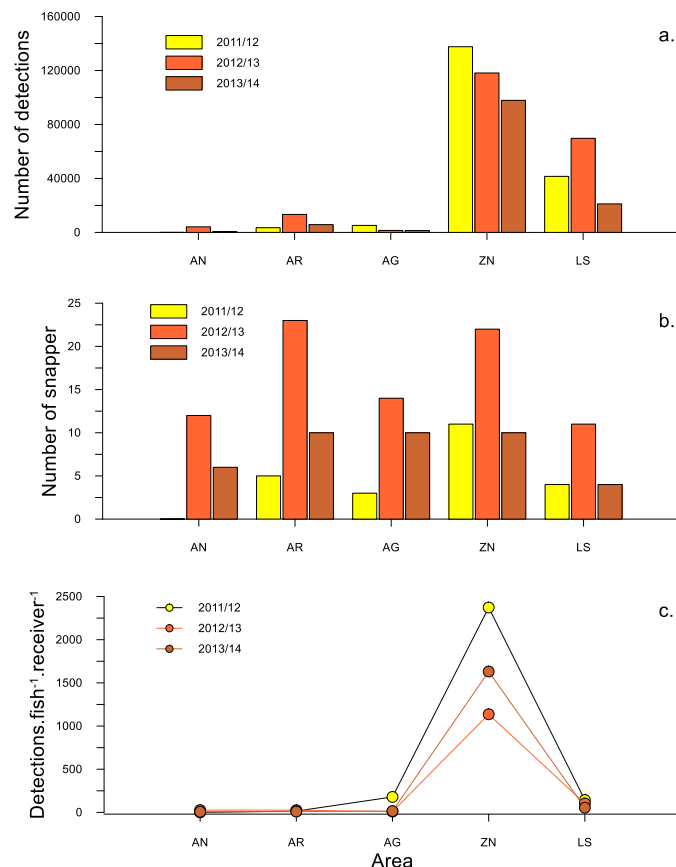 160000
a.
2011/12
120000
2012/13
2013/14
80000
40000
0
Number of detections
AN AR AG ZN LS
25
b.
2011/12
20
2012/13
2013/14
15
10
5
0
Number of snapper
AN AR AG ZN LS
2500
c.
2011/12
2012/13
2000
2013/14
1500
1000
500
0
Detections.fish⁻¹.receiver⁻¹
AN AR AG ZN LS
Area